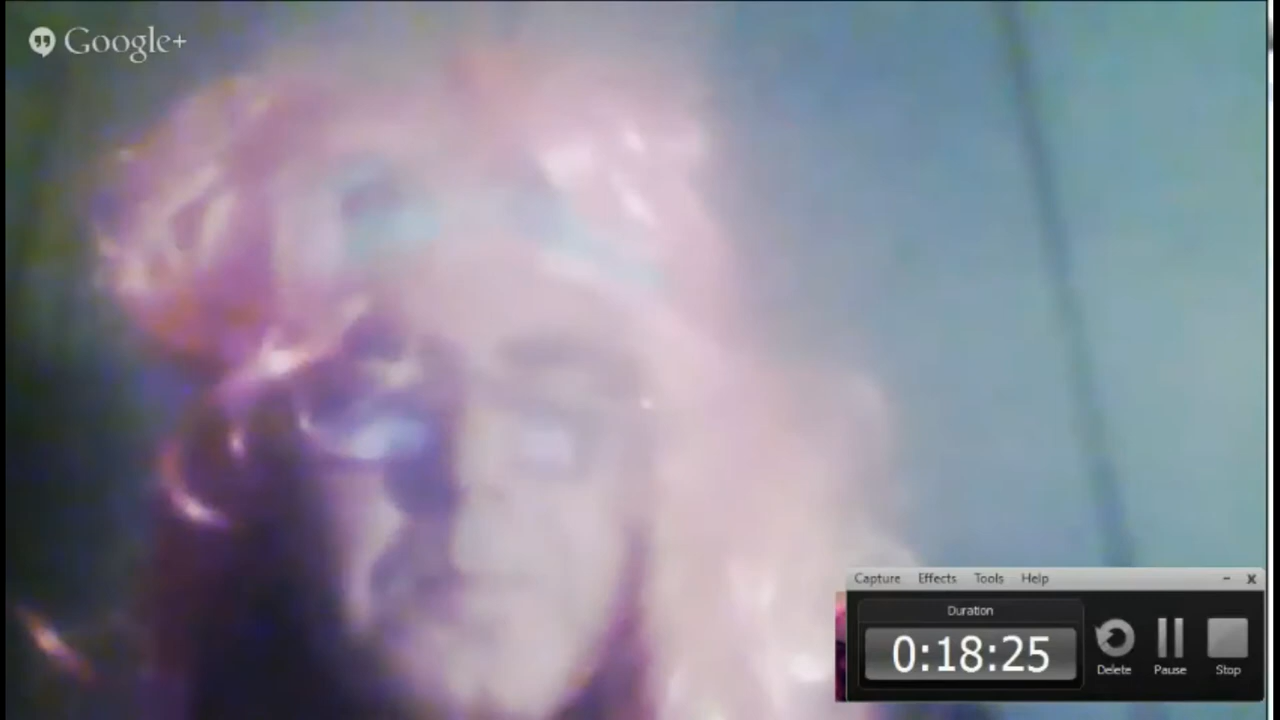 Google+
Capture Effects Tools Help
Duration
0:18:25
Delete Pause Stop